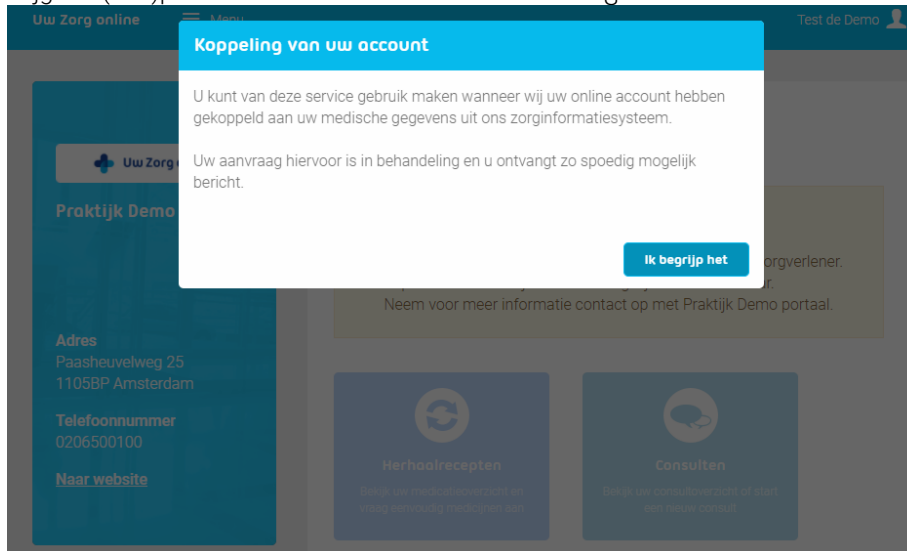 Uw Zorg online
Menu
Test de Demo
Koppeling van uw account
U kunt van deze service gebruik maken wanneer wij uw online account hebben
gekoppeld aan uw medische gegevens uit ons zorginformatiesysteem.
Uw aanvraag hiervoor is in behandeling en u ontvangt zo spoedig mogelijk
bericht.
Ik begrijp het
Uw Zorg
Praktijk Demo
orgverlener.
Neem voor meer informatie contact op met Praktijk Demo portaal.
Adres
Paasheuvelweg 25
1105BP Amsterdam
Telefoonnummer
0206500100
Naar website
Herhaalrecepten
Bekijk uw medicatieoverzicht en
vraag eenvoudig medicijnen aan
Consulten
Bekijk uw consultoverzicht of start
een nieuw consult